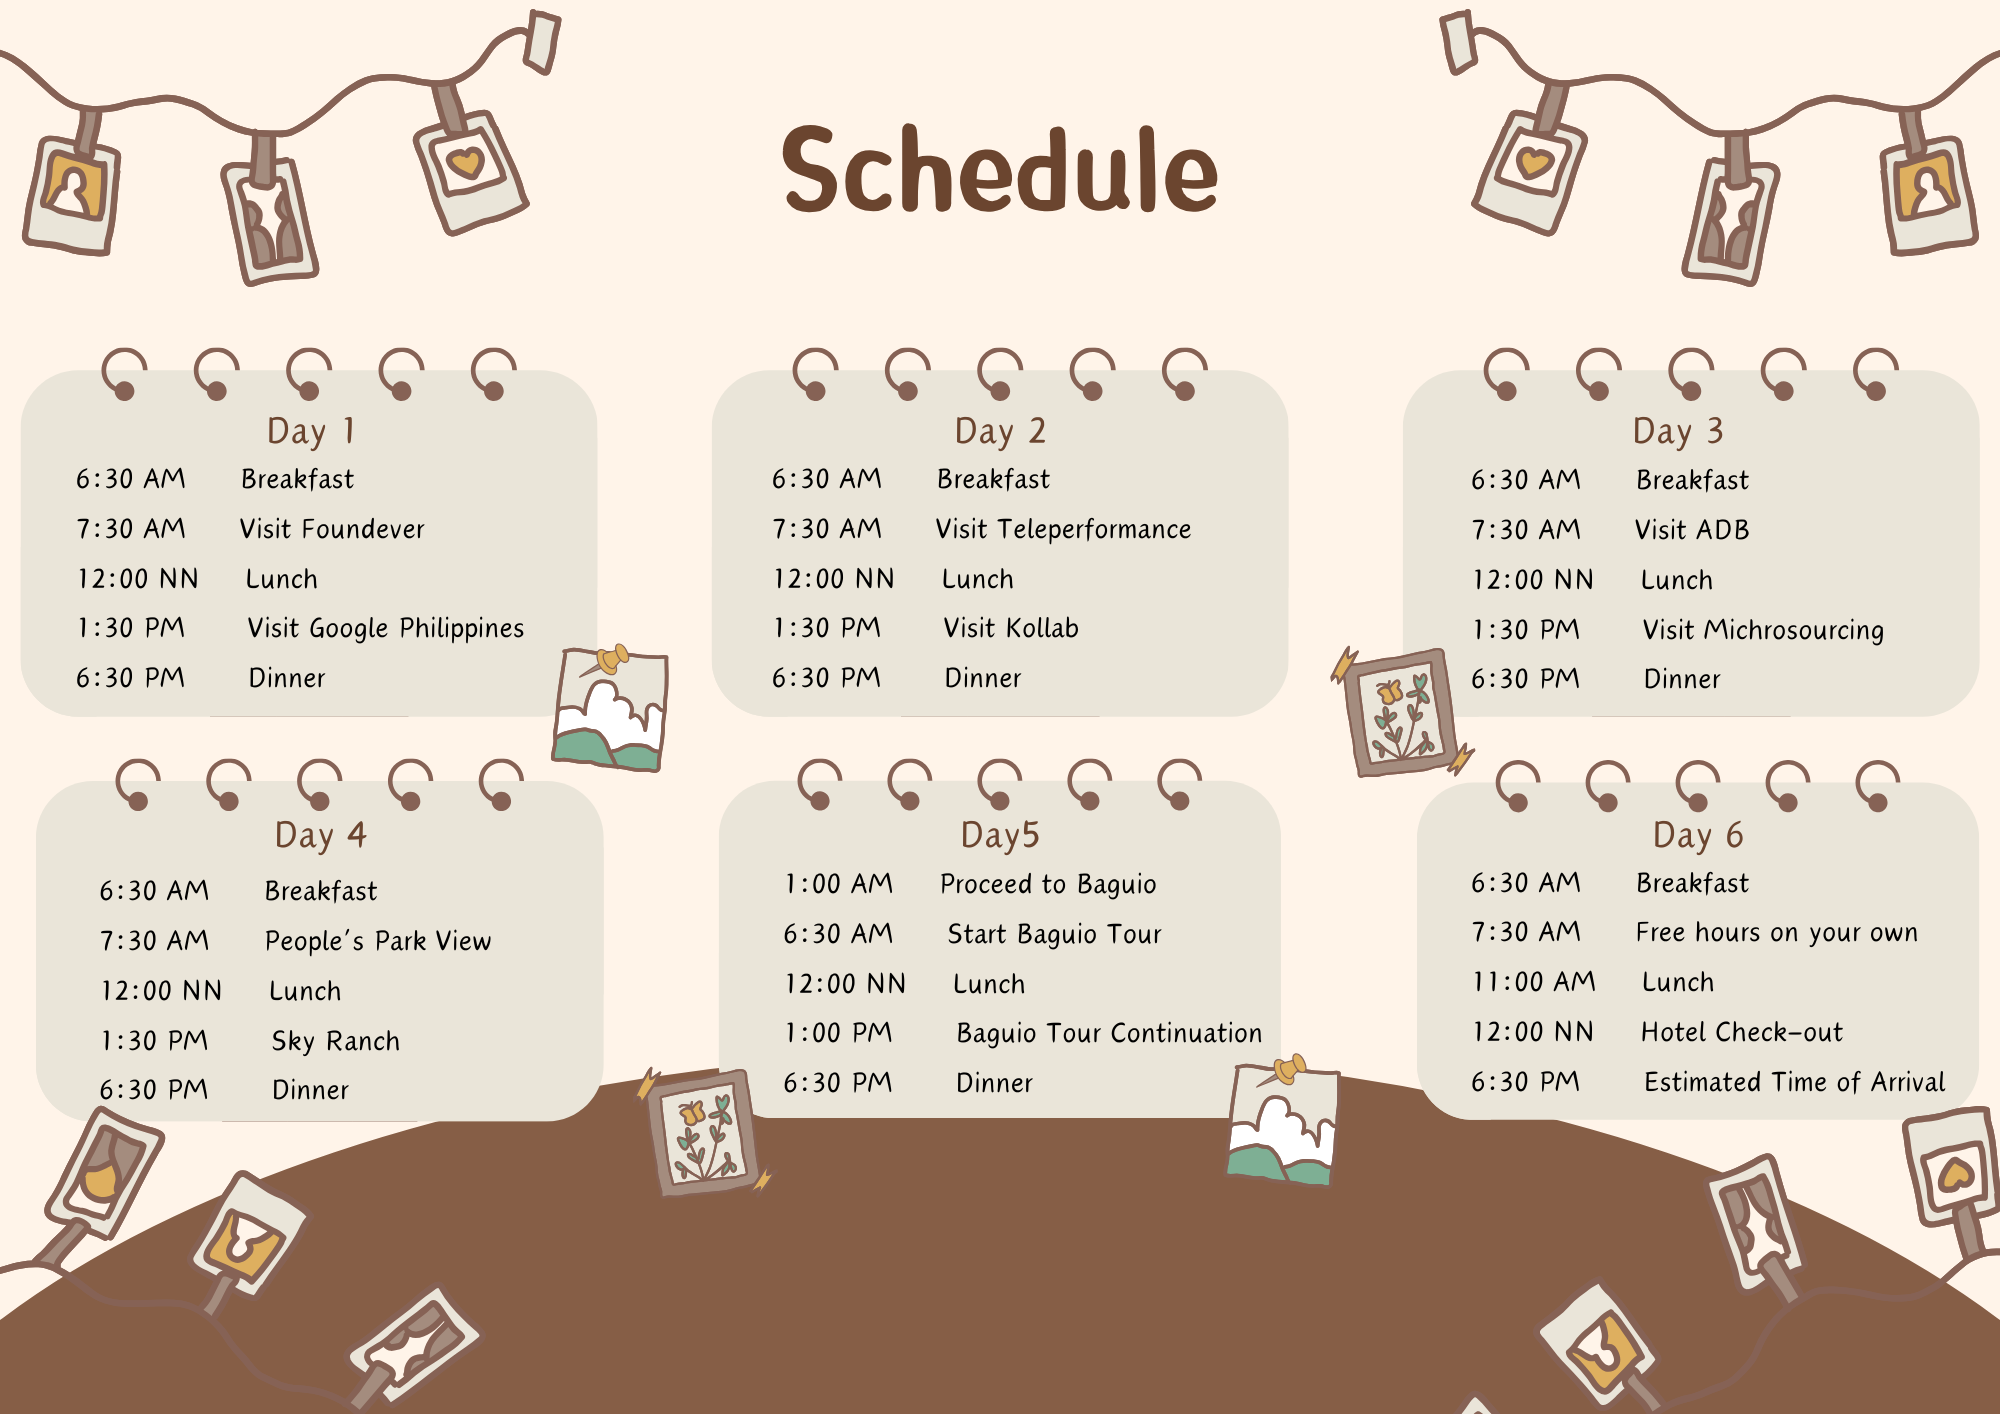 Schedule
Day 1
6:30 AM Breakfast
7:30 AM Visit Foundever
12:00 NN Lunch
1:30 PM Visit Google Philippines
6:30 PM Dinner
Day 2
6:30 AM Breakfast
7:30 AM Visit Teleperformance
12:00 NN Lunch
1:30 PM Visit Kollab
6:30 PM Dinner
Day 3
6:30 AM Breakfast
7:30 AM Visit ADB
12:00 NN Lunch
1:30 PM Visit Michrosourcing
6:30 PM Dinner
Day 4
6:30 AM Breakfast
7:30 AM People's Park View
12:00 NN Lunch
1:30 PM Sky Ranch
6:30 PM Dinner
Day5
1:00 AM Proceed to Baguio
6:30 AM Start Baguio Tour
12:00 NN Lunch
1:00 PM Baguio Tour Continuation
6:30 PM Dinner
Day 6
6:30 AM Breakfast
7:30 AM Free hours on your own
11:00 AM Lunch
12:00 NN Hotel Check-out
6:30 PM Estimated Time of Arrival